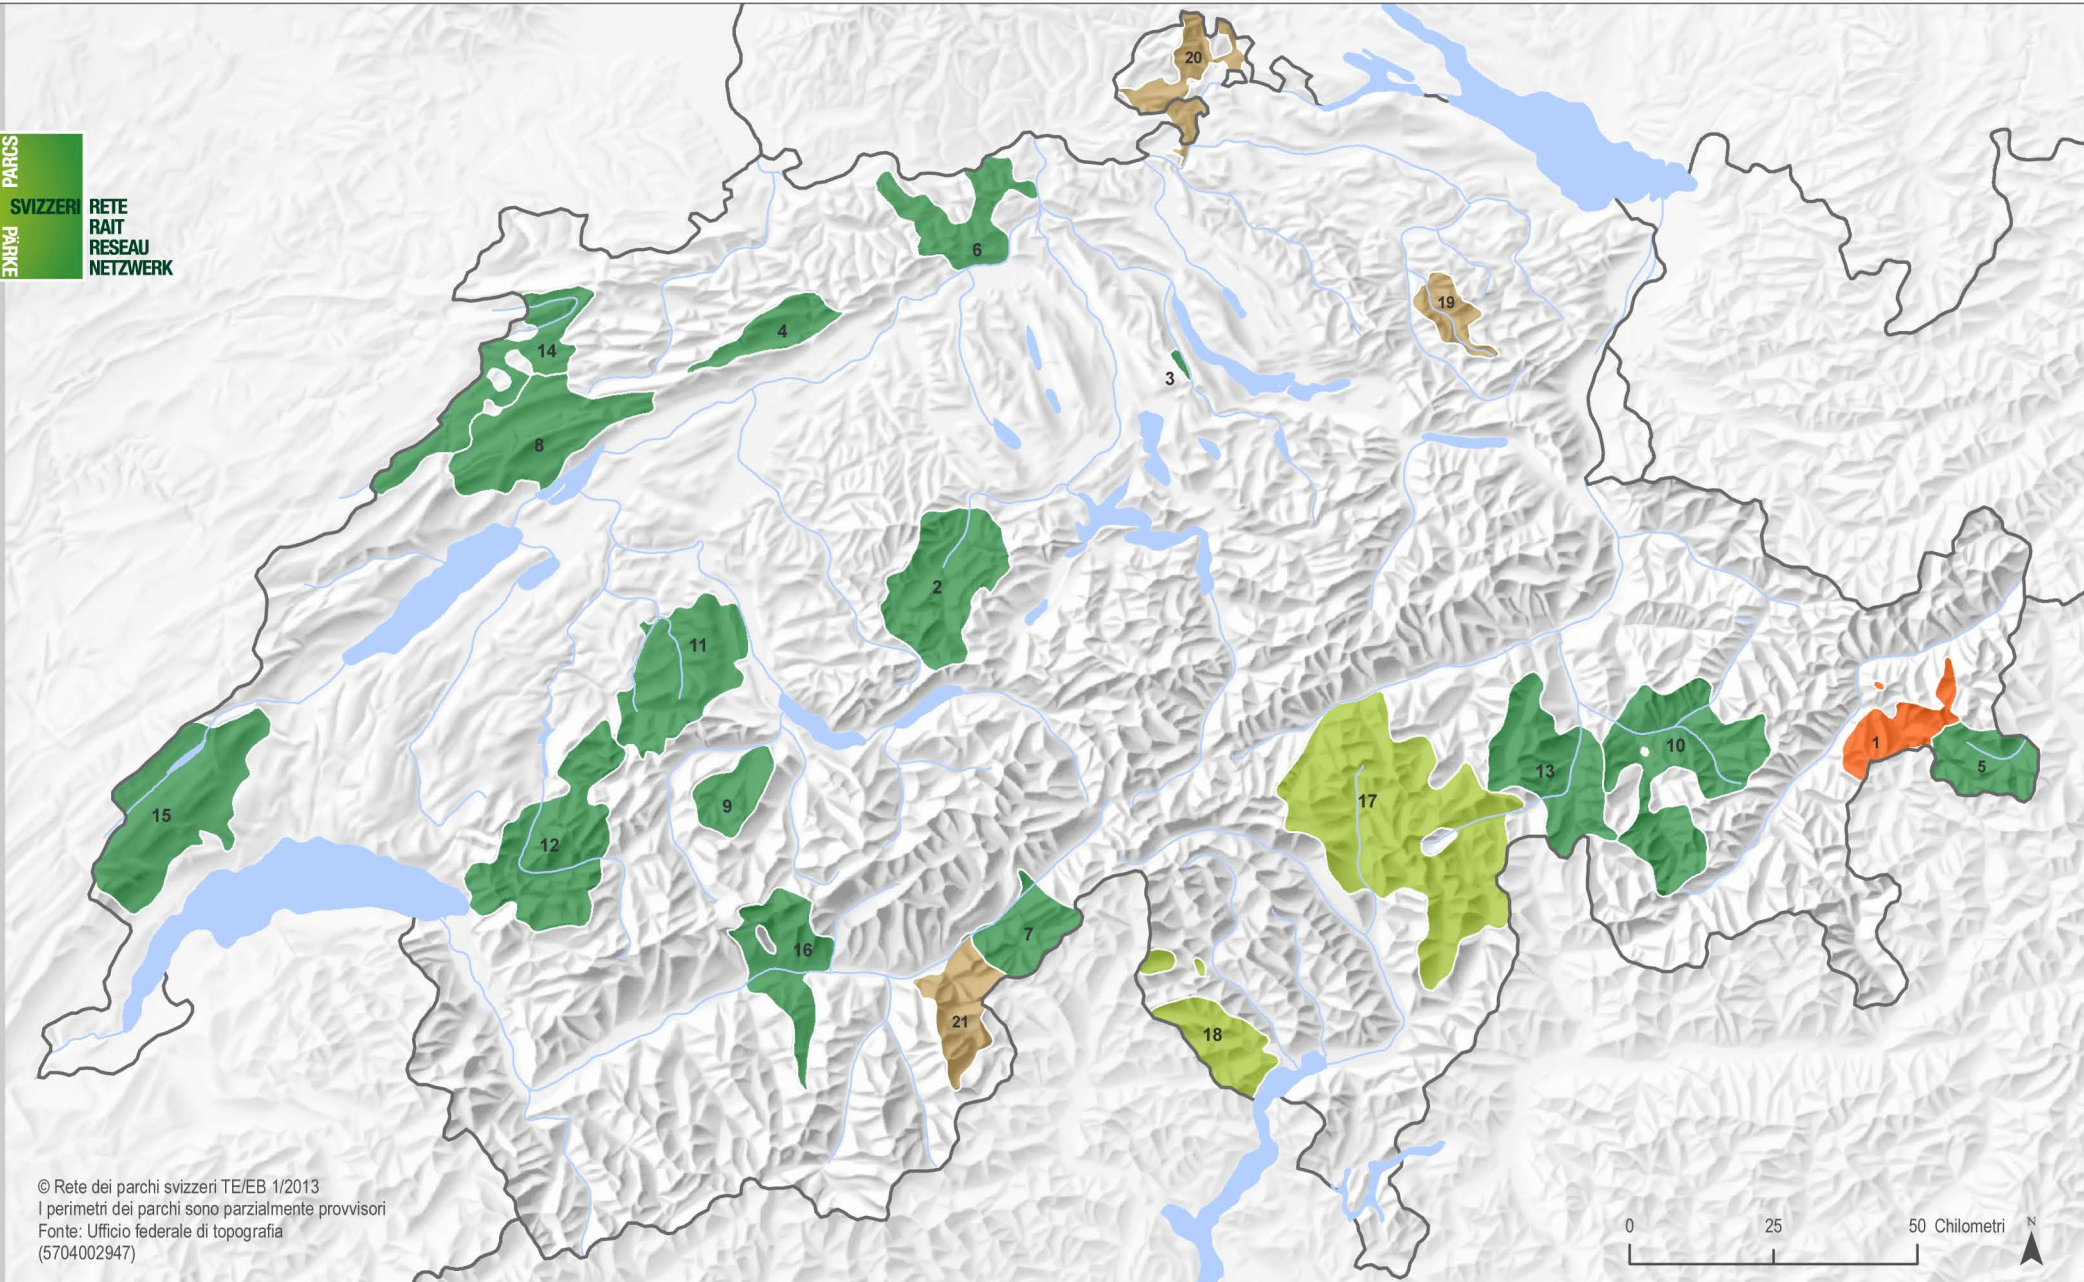 20
PARCS
SVIZZERI
PÄRKE
RETE
RAIT
RESEAU
NETZWERK
6
19
4
14
3
8
2
11
1
10
5
13
17
9
15
12
7
16
21
18
© Rete dei parchi svizzeri TE/EB 1/2013
I perimetri dei parchi sono parzialmente provvisori
Fonte: Ufficio federale di topografia
(5704002947)
0 25 50 Chilometri
N